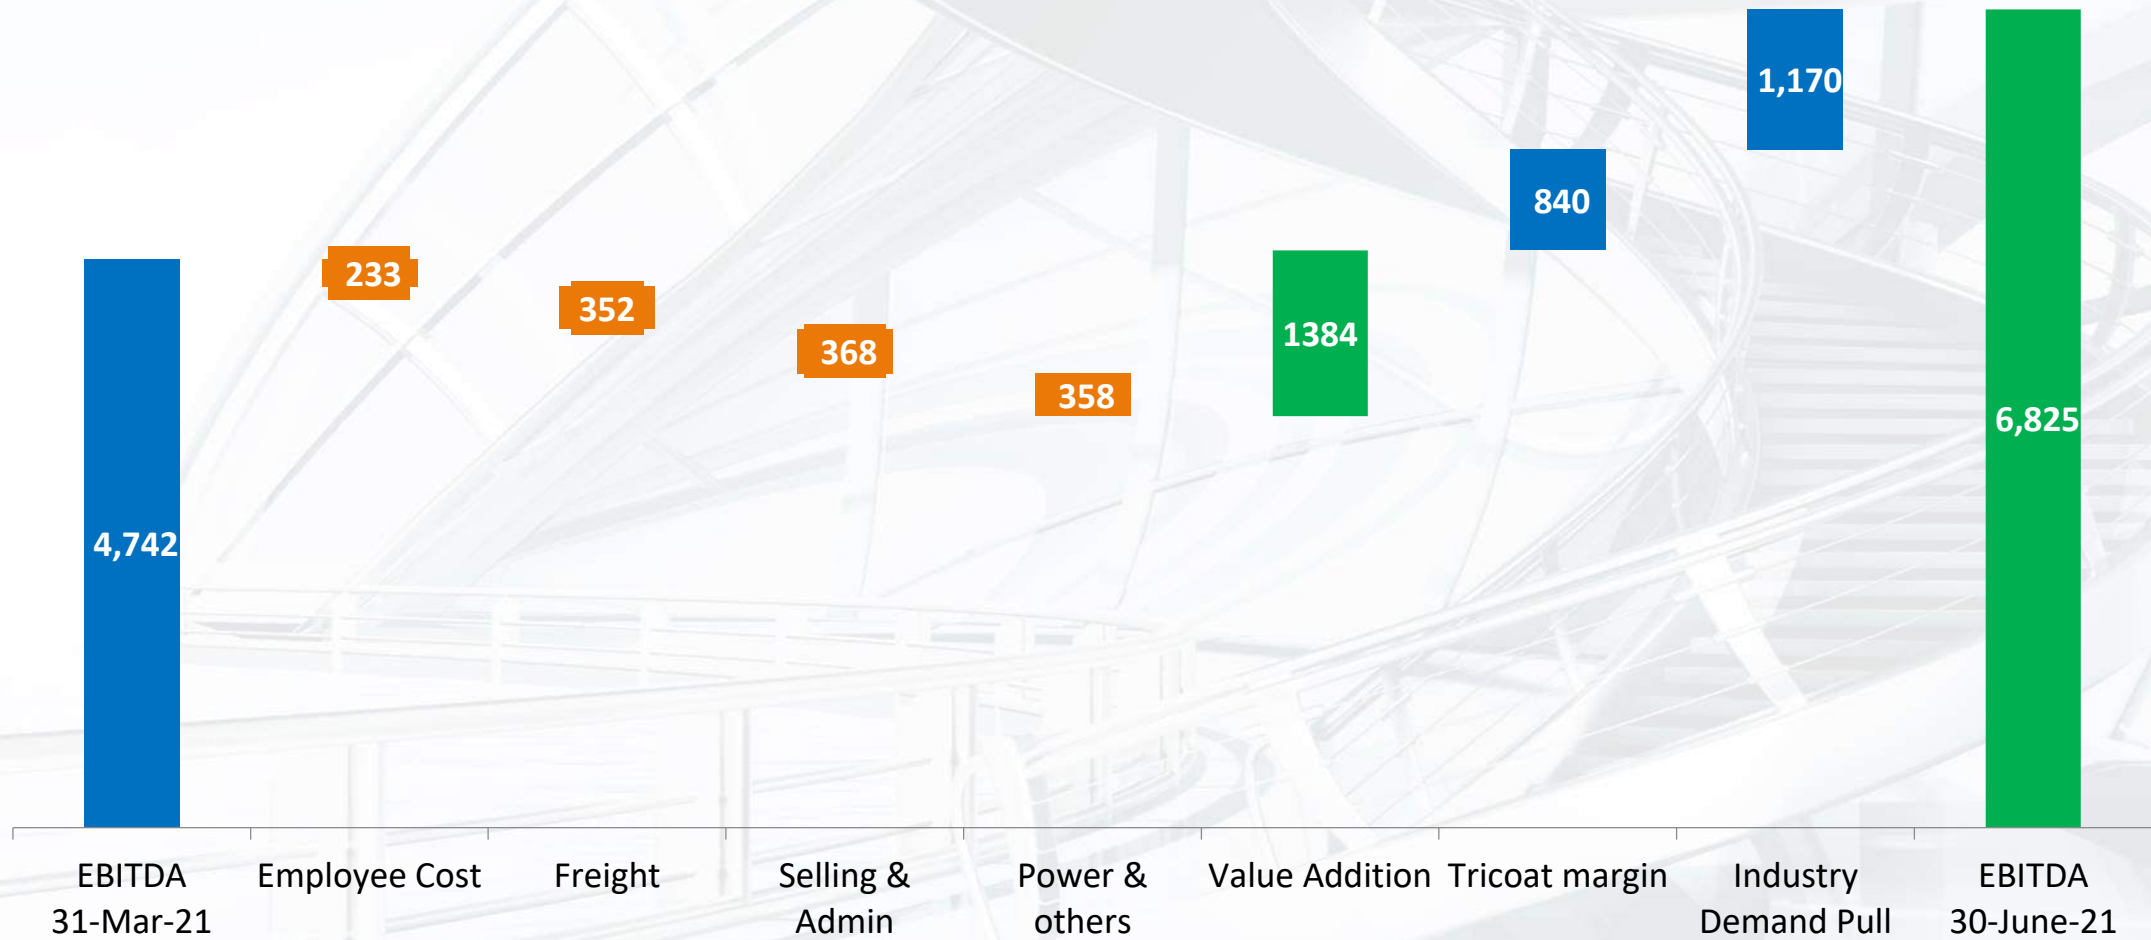 1,170
840
233
352
1384
368
358
6,825
4,742
EBITDA
31-Mar-21
Employee Cost
Freight
Selling &
Admin
Power &
others
Value Addition
Tricoat margin
Industry
Demand Pull
EBITDA
30-June-21